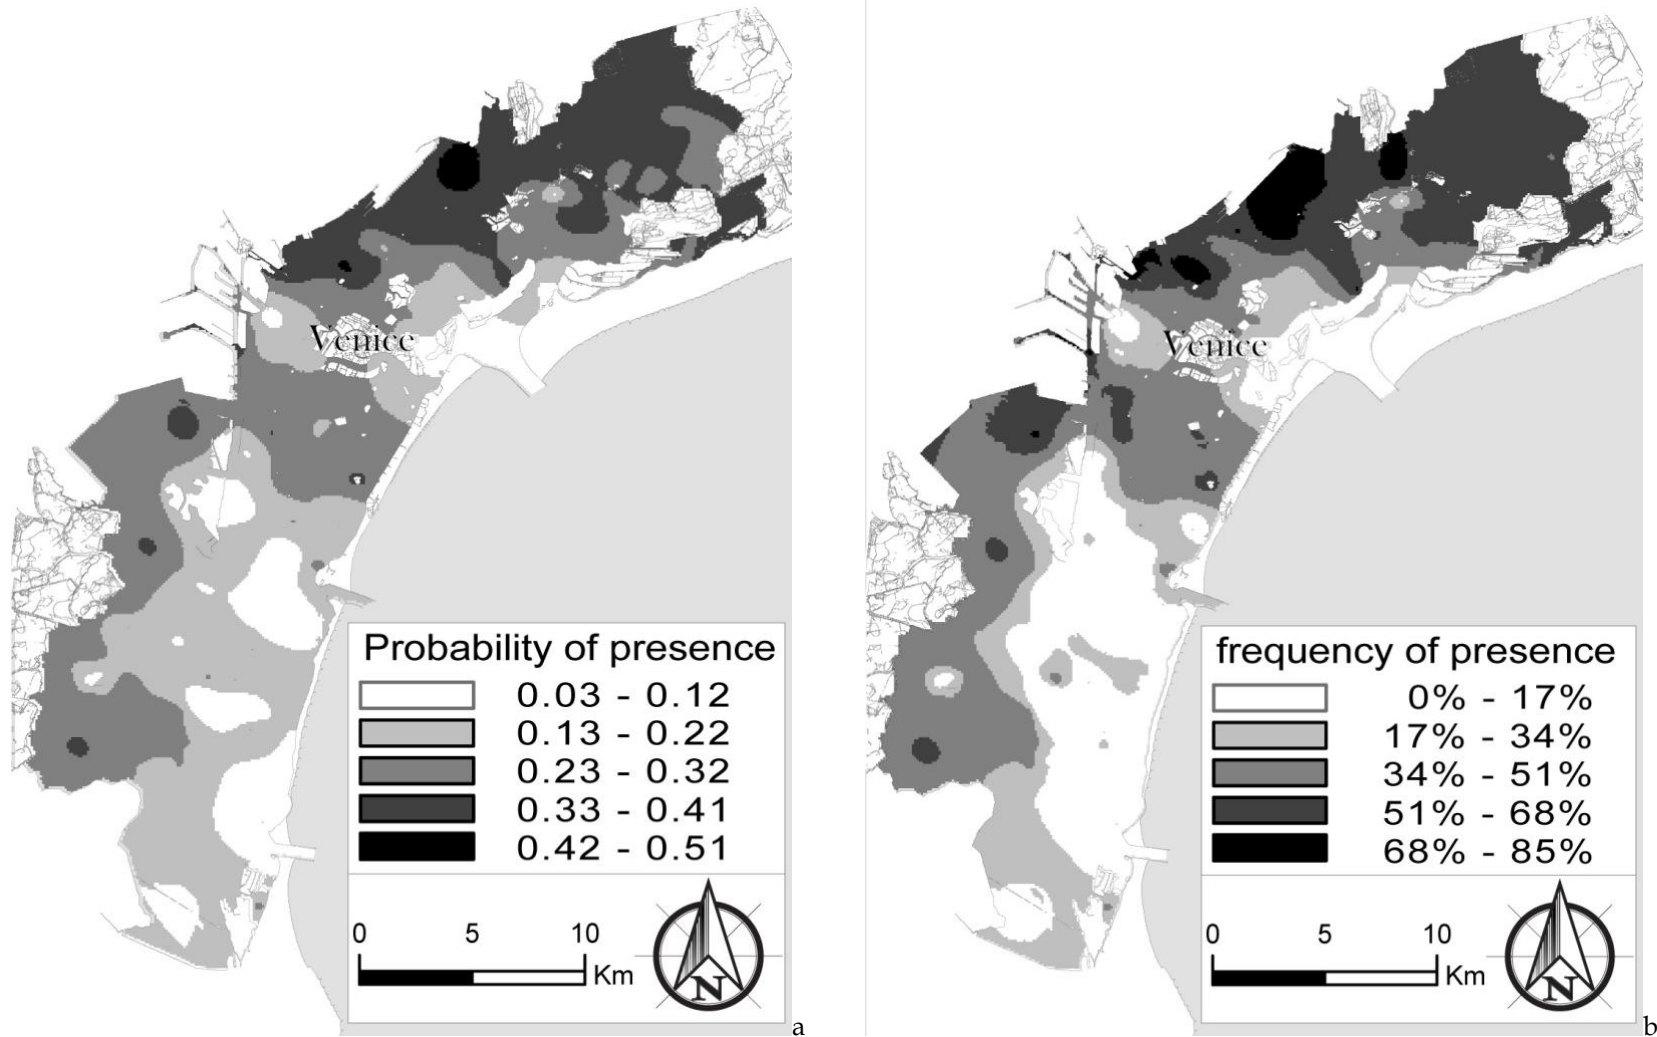 Venice
Probability of presence
0.03 - 0.12
0.13 - 0.22
0.23 - 0.32
0.33 - 0.41
0.42 - 0.51
0 5 10
Km
N
a
Venice
frequency of presence
0% - 17%
17% - 34%
34% - 51%
51% - 68%
68% - 85%
0 5 10
Km
N
b